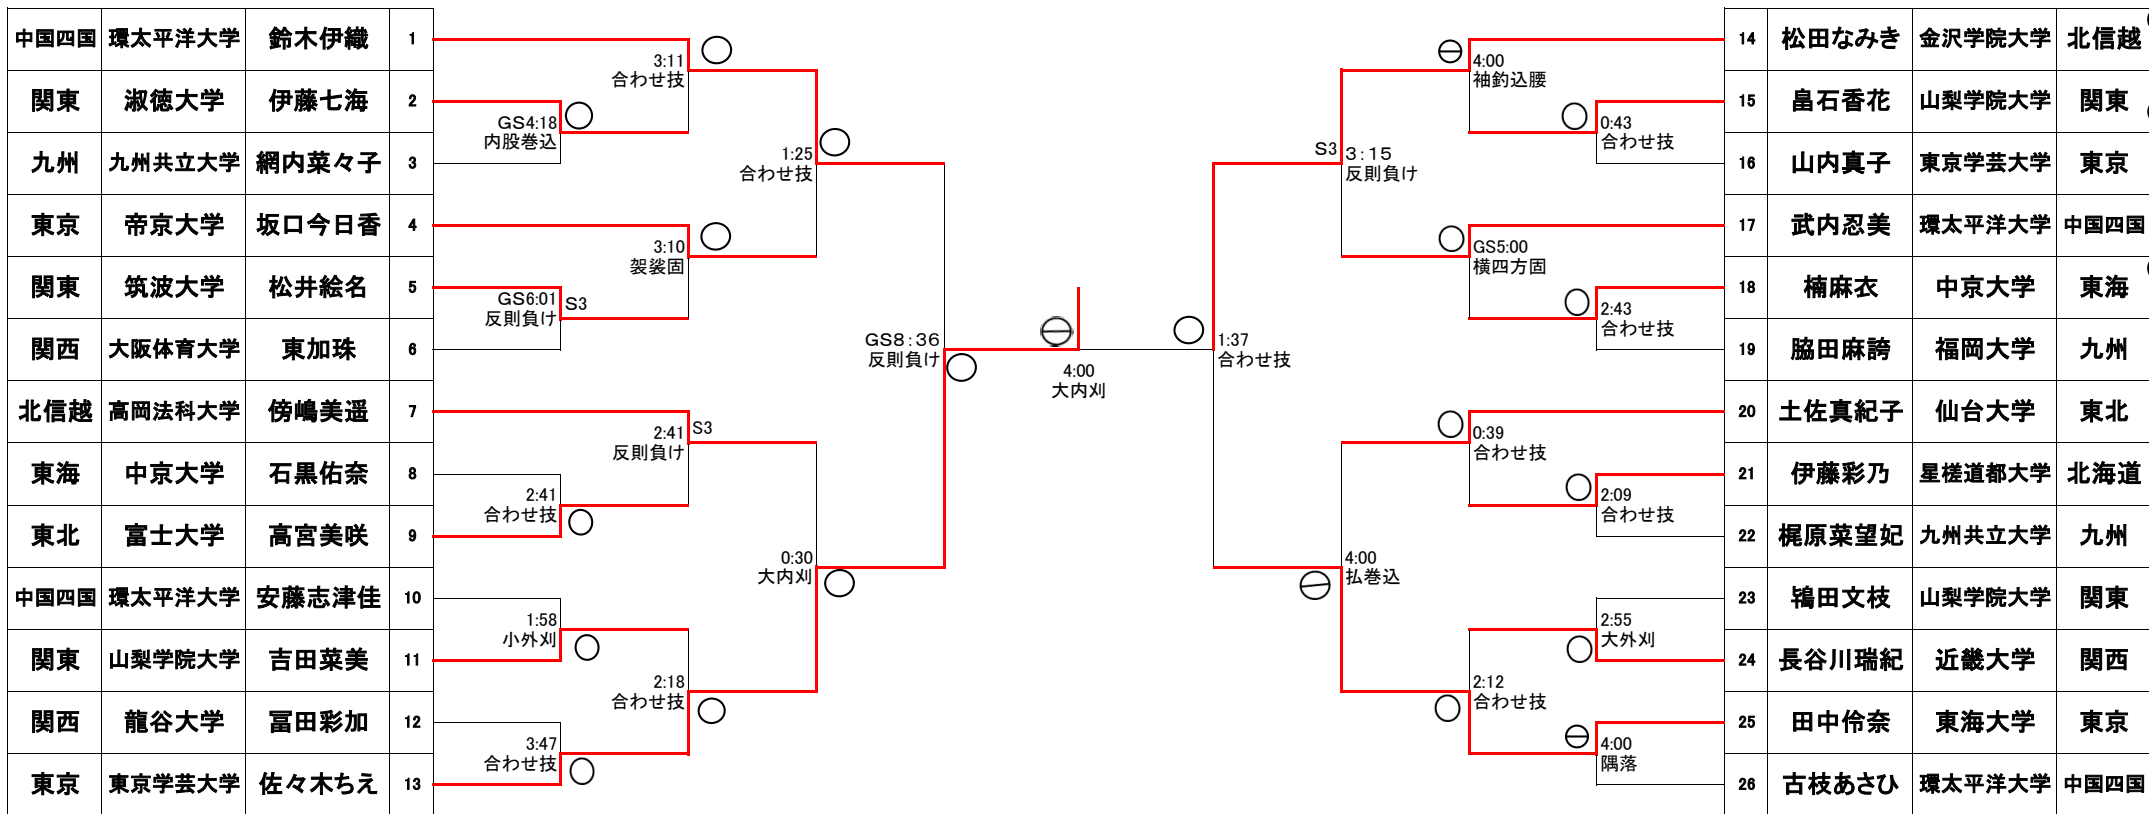 中国四国 環太平洋大学 鈴木伊織 1
関東 淑徳大学 伊藤七海 2
九州 九州共立大学 網内菜々子 3
東京 帝京大学 坂口今日香 4
関東 筑波大学 松井絵名 5
関西 大阪体育大学 東加珠 6
北信越 高岡法科大学 傍嶋美遥 7
東海 中京大学 石黒佑奈 8
東北 富士大学 高宮美咲 9
中国四国 環太平洋大学 安藤志津佳 10
関東 山梨学院大学 吉田菜美 11
関西 龍谷大学 冨田彩加 12
東京 東京学芸大学 佐々木ちえ 13
GS4:18
内股巻込
GS6:01
反則負け
S3
2:41
合わせ技
1:58
小外刈
3:47
合わせ技
3:11
合わせ技
3:10
袈裟固
2:41
反則負け
S3
2:18
合わせ技
1:25
合わせ技
0:30
大内刈
GS8:36
反則負け
4:00
大内刈
1:37
合わせ技
S3
3:15
反則負け
4:00
払巻込
4:00
袖釣込腰
GS5:00
横四方固
0:39
合わせ技
2:12
合わせ技
0:43
合わせ技
2:43
合わせ技
2:09
合わせ技
2:55
大外刈
4:00
隅落
14 松田なみき 金沢学院大学 北信越
15 畠石香花 山梨学院大学 関東
16 山内真子 東京学芸大学 東京
17 武内忍美 環太平洋大学 中国四国
18 楠麻衣 中京大学 東海
19 脇田麻誇 福岡大学 九州
20 土佐真紀子 仙台大学 東北
21 伊藤彩乃 星槎道都大学 北海道
22 梶原菜望妃 九州共立大学 九州
23 鴇田文枝 山梨学院大学 関東
24 長谷川瑞紀 近畿大学 関西
25 田中伶奈 東海大学 東京
26 古枝あさひ 環太平洋大学 中国四国